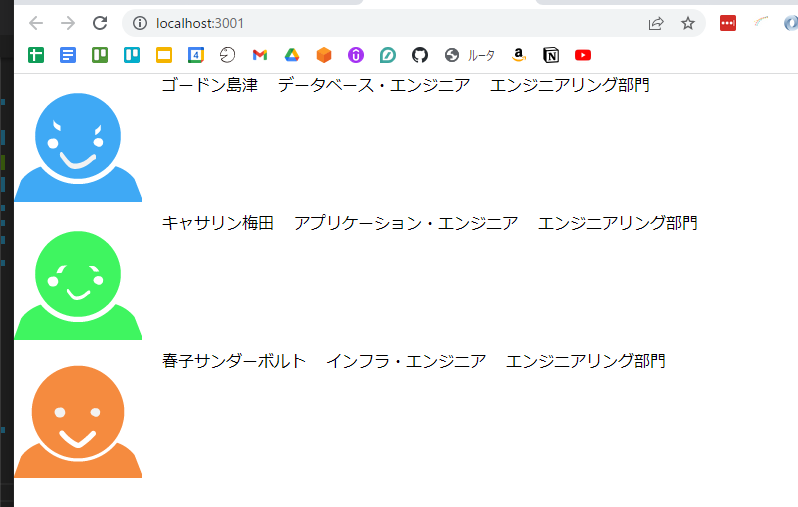 localhost:3001
4
ルータ
ゴードン島津 データベース・エンジニア エンジニアリング部門
キャサリン梅田 アプリケーション・エンジニア エンジニアリング部門
春子サンダーボルト インフラ・エンジニア エンジニアリング部門